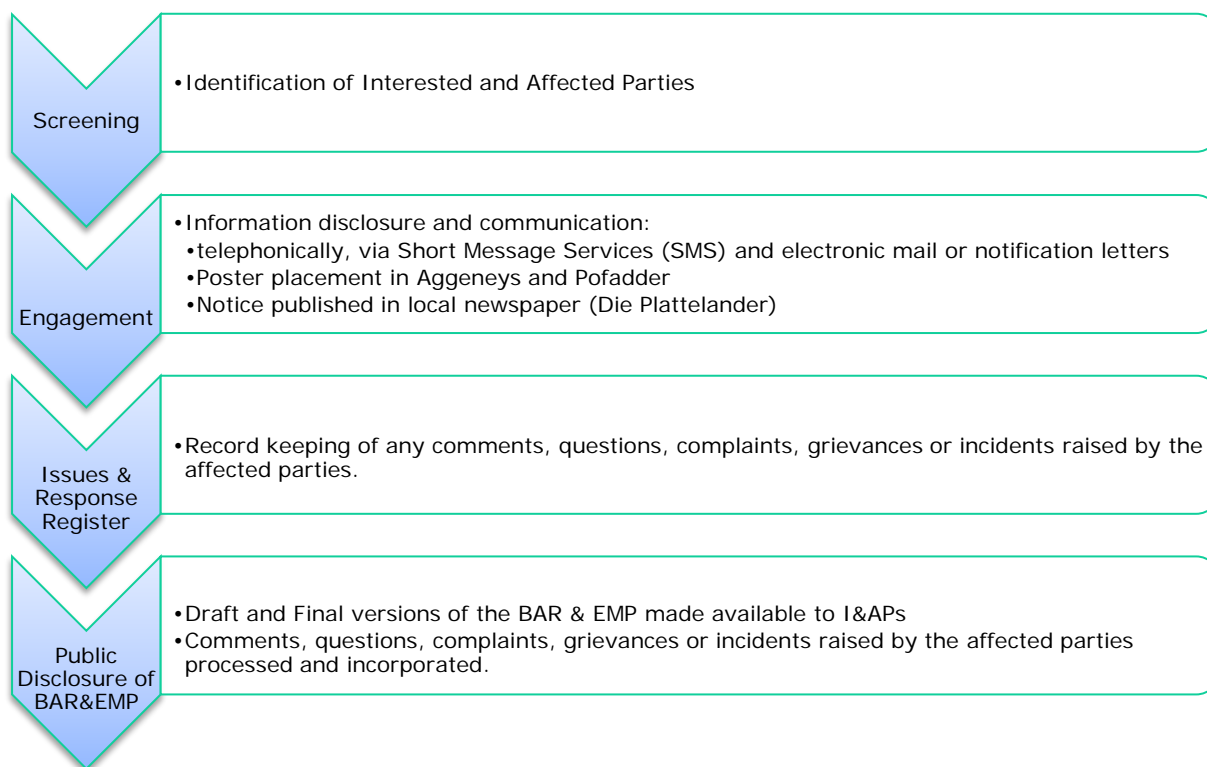 Screening
•Identification of Interested and Affected Parties
Engagement
•Information disclosure and communication:
•telephonically, via Short Message Services (SMS) and electronic mail or notification letters
•Poster placement in Aggeneys and Pofadder
•Notice published in local newspaper (Die Plattelander)
Issues &
Response
Register
•Record keeping of any comments, questions, complaints, grievances or incidents raised by the
affected parties.
Public
Disclosure of
BAR&EMP
•Draft and Final versions of the BAR & EMP made available to I&APs
•Comments, questions, complaints, grievances or incidents raised by the affected parties
processed and incorporated.